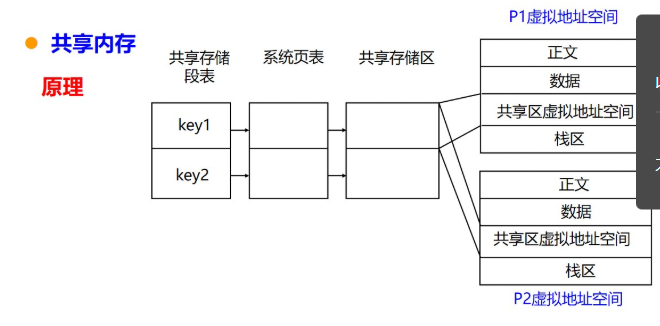 共享内存
原理
共享存储
段表
系统页表
共享存储区
key1
key2
P1虚拟地址空间
正文
数据
共享区虚拟地址空间
栈区
正文
数据
共享区虚拟地址空间
栈区
P2虚拟地址空间